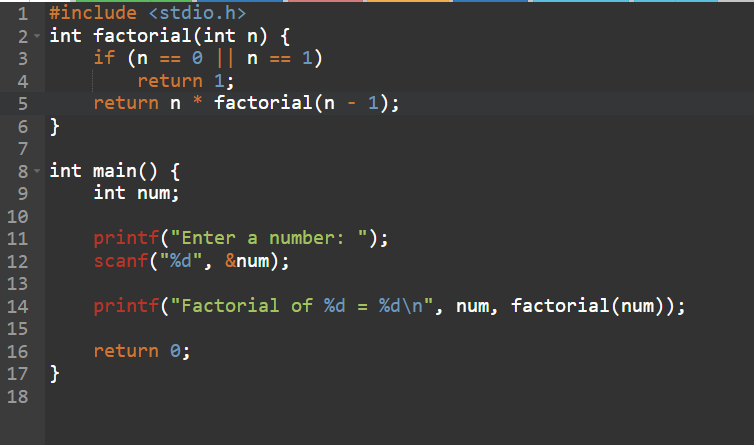 1 #include <stdio.h>
2 int factorial(int n) {
3     if (n == 0 || n == 1)
4         return 1;
5     return n * factorial(n - 1);
6 }
7
8 int main() {
9     int num;
10
11     printf("Enter a number: ");
12     scanf("%d", &num);
13
14     printf("Factorial of %d = %d\n", num, factorial(num));
15
16     return 0;
17 }
18